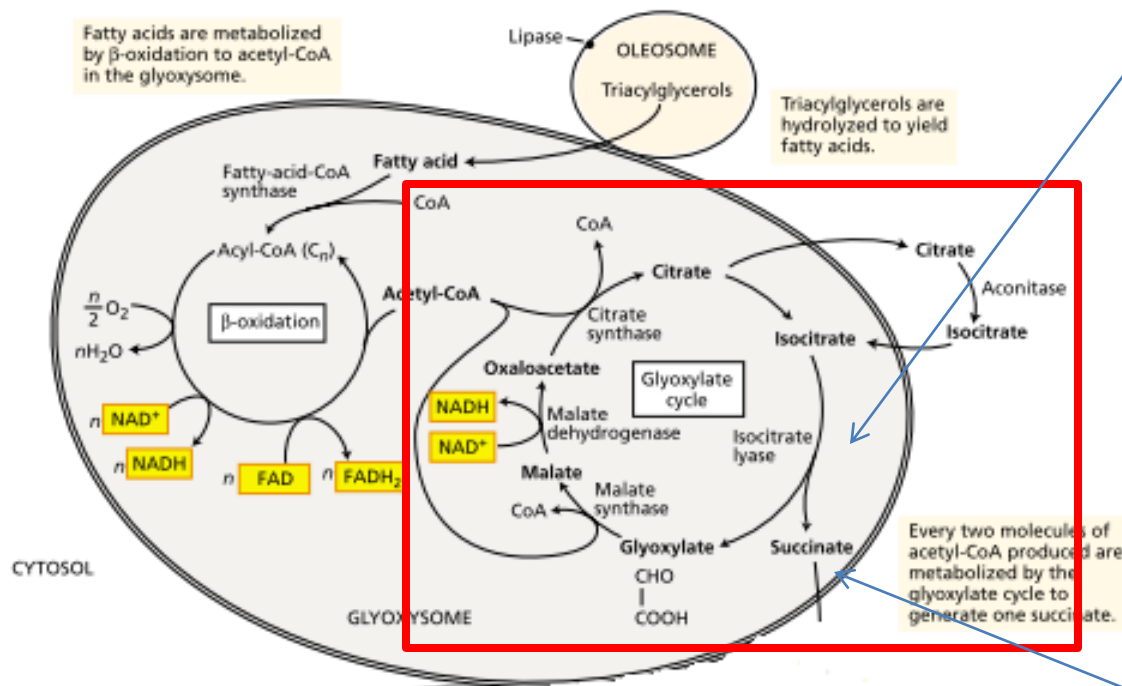 Fatty acids are metabolized
by β-oxidation to acetyl-CoA
in the glyoxysome.
Lipase
OLEOSOME
Triacylglycerols
Triacylglycerols are
hydrolyzed to yield
fatty acids.
Fatty acid
Fatty-acid-CoA
synthase
CoA
Acyl-CoA (Cn)
n/2 O2
nH2O
β-oxidation
n NAD+
n NADH
n FAD
n FADH2
Acetyl-CoA
CoA
Citrate
Citrate
synthase
Citrate
Aconitase
Isocitrate
Isocitrate
Oxaloacetate
Glyoxylate
cycle
NADH
NAD+
Malate
dehydrogenase
Isocitrate
lyase
Malate
Malate
synthase
CoA
Glyoxylate
Succinate
CHO
COOH
Every two molecules of
acetyl-CoA produced are
metabolized by the
glyoxylate cycle to
generate one succinate.
CYTOSOL
GLYOXYSOME